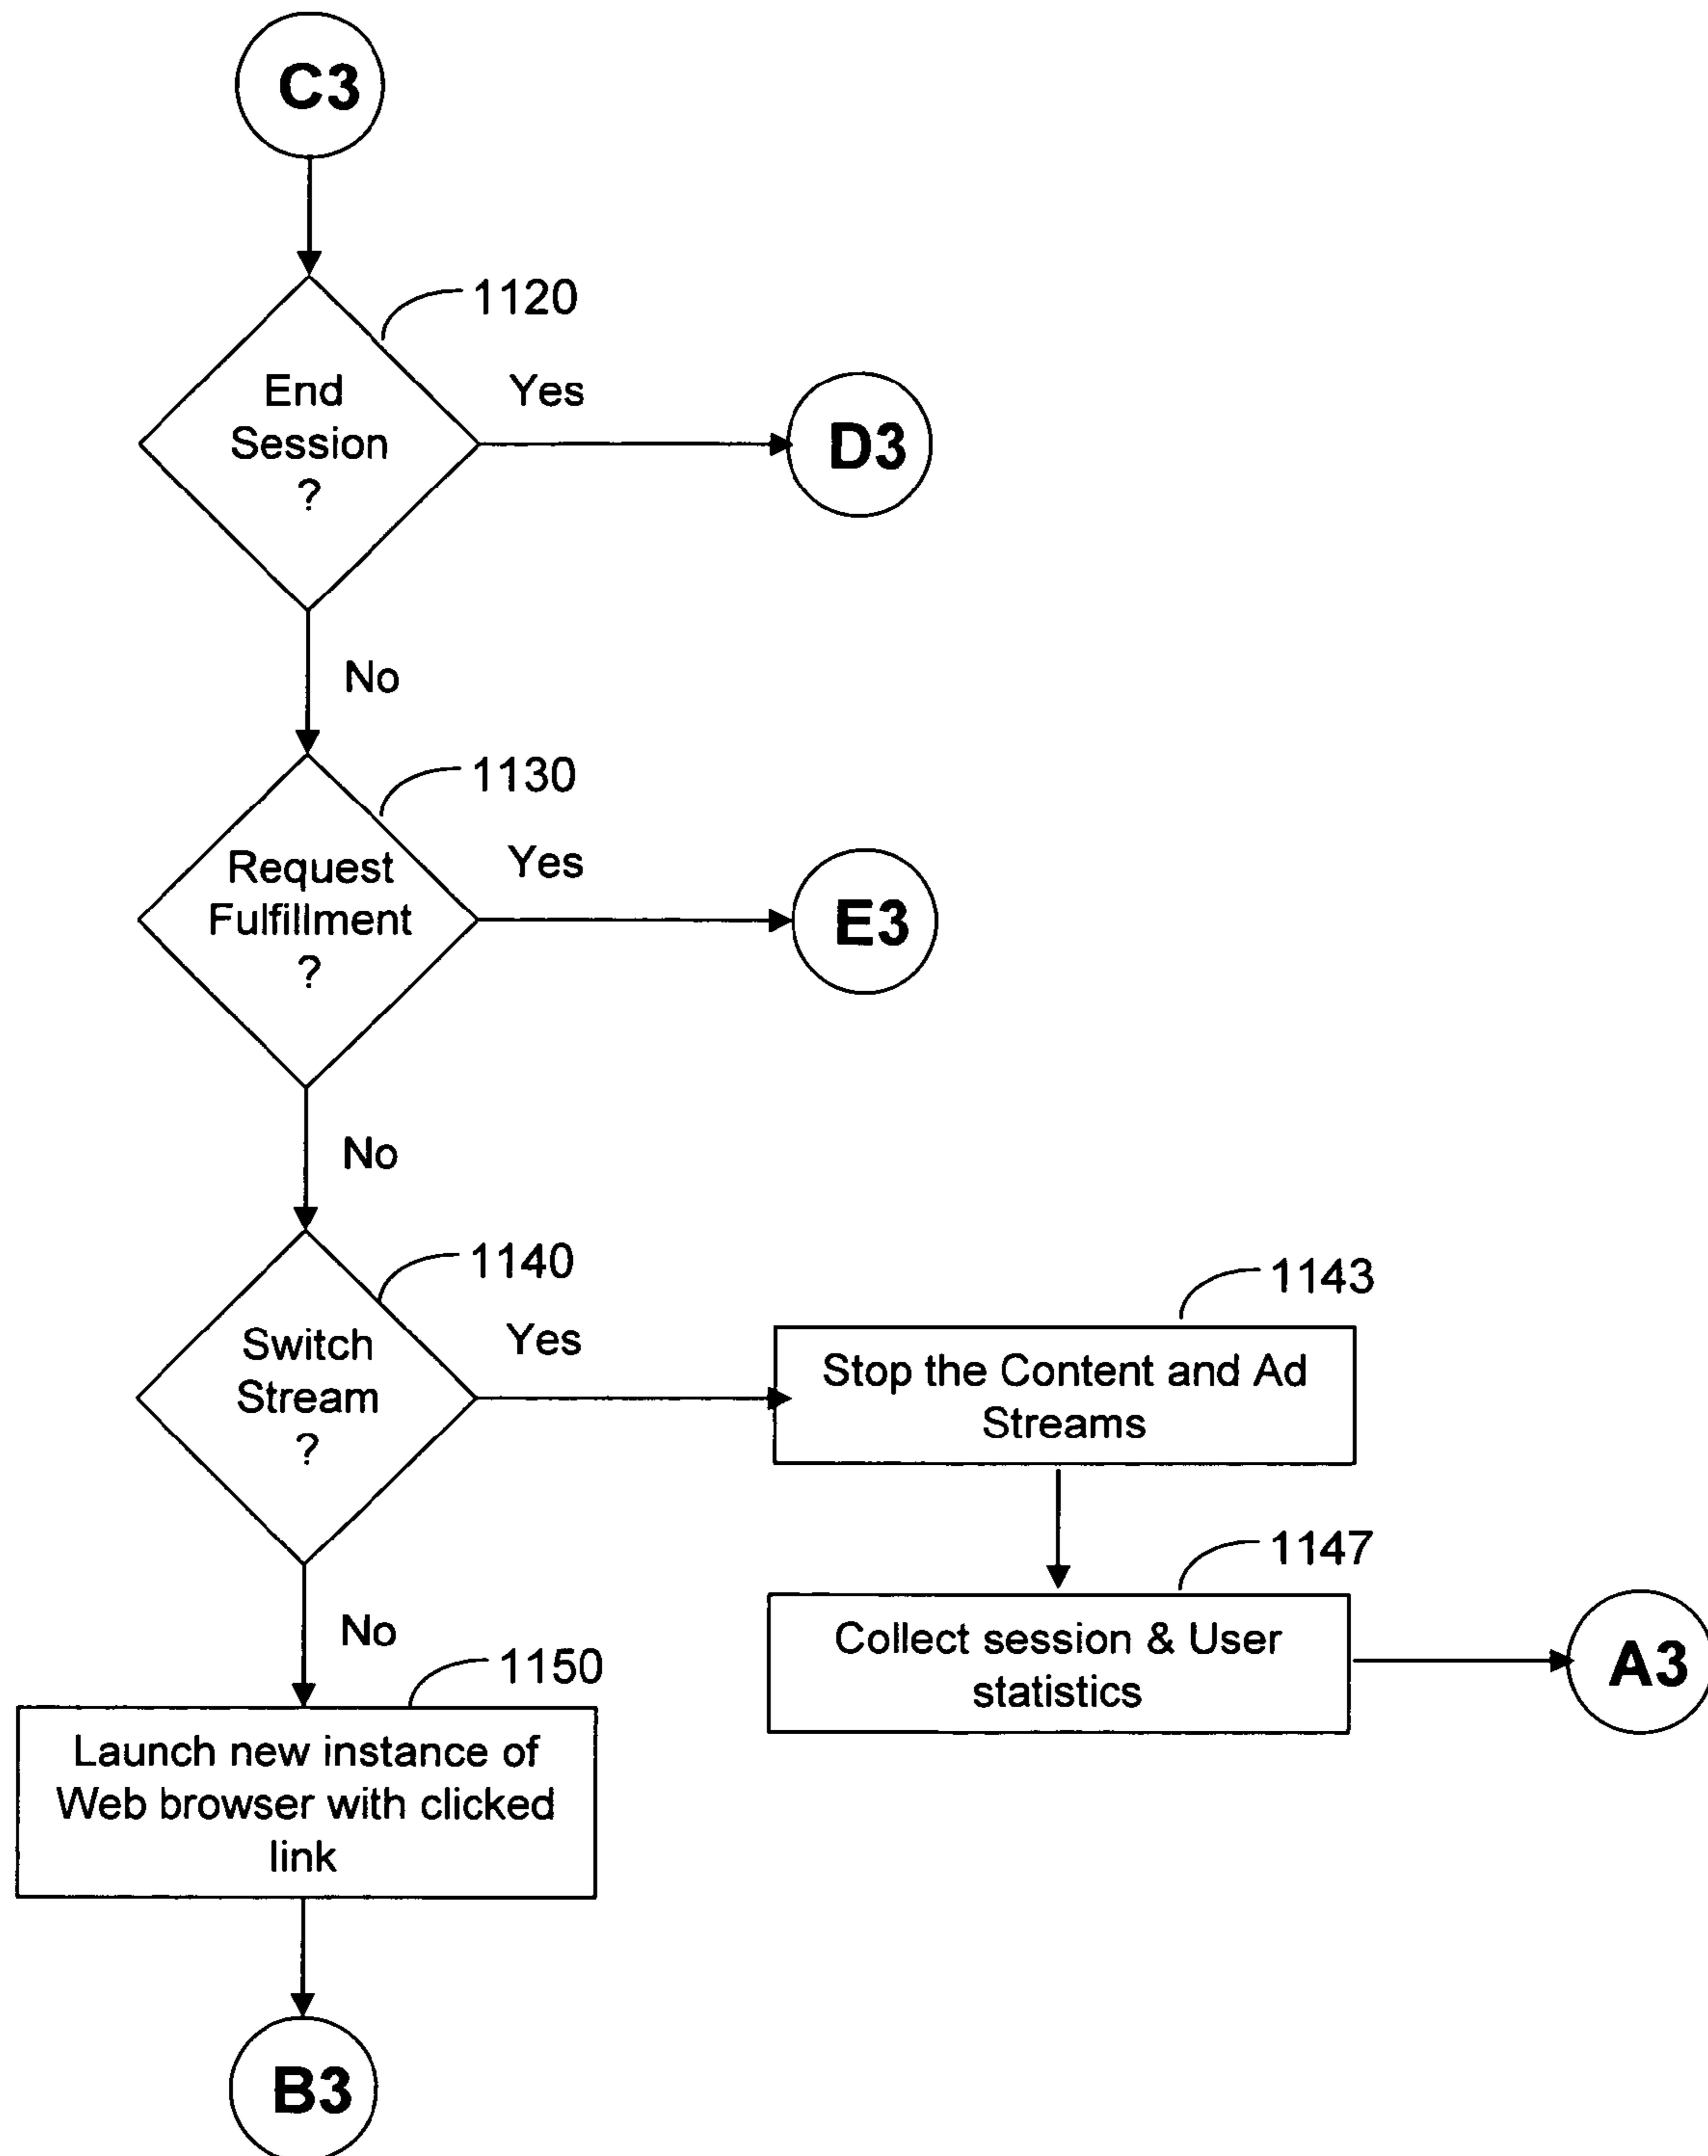 C3
1120
End
Session
?
Yes
D3
No
1130
Request
Fulfillment
?
Yes
E3
No
1140
Switch
Stream
?
Yes
1143
Stop the Content and Ad
Streams
1147
Collect session & User
statistics
A3
No
1150
Launch new instance of
Web browser with clicked
link
B3